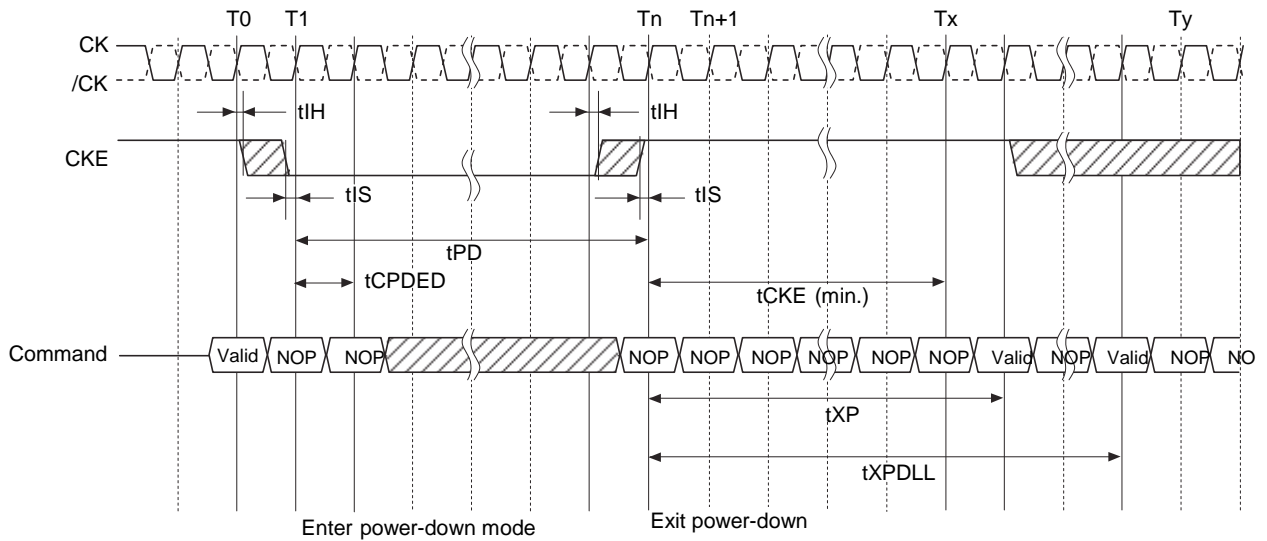 T0 T1 Tn Tn+1 Tx Ty
CK
/CK
tIH tIH
CKE
tIS tIS
tPD
tCPDED
tCKE (min.)
Command Valid NOP NOP NOP NOP NOP NOP NOP NOP Valid NOP Valid NOP NO
tXP
tXPDLL
Enter power-down mode Exit power-down